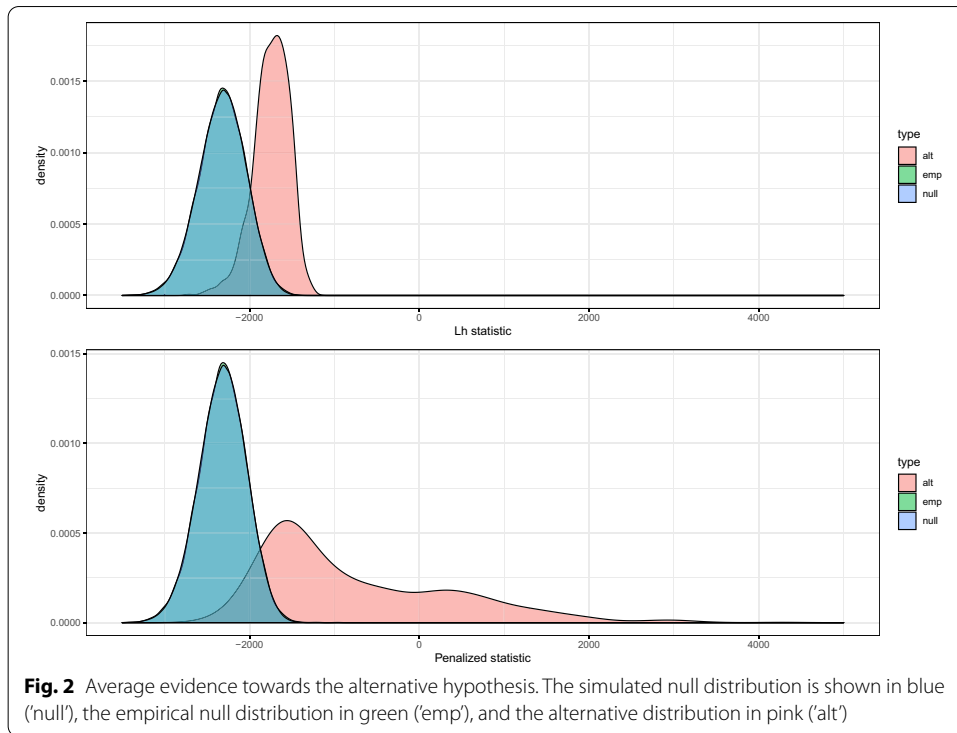 0.0015
0.0010
0.0005
0.0000
density
−2000
0
2000
4000
Lh statistic
type
alt
emp
null
0.0015
0.0010
0.0005
0.0000
density
−2000
0
2000
4000
Penalized statistic
type
alt
emp
null
Fig. 2 Average evidence towards the alternative hypothesis. The simulated null distribution is shown in blue
('null'), the empirical null distribution in green ('emp'), and the alternative distribution in pink ('alt')